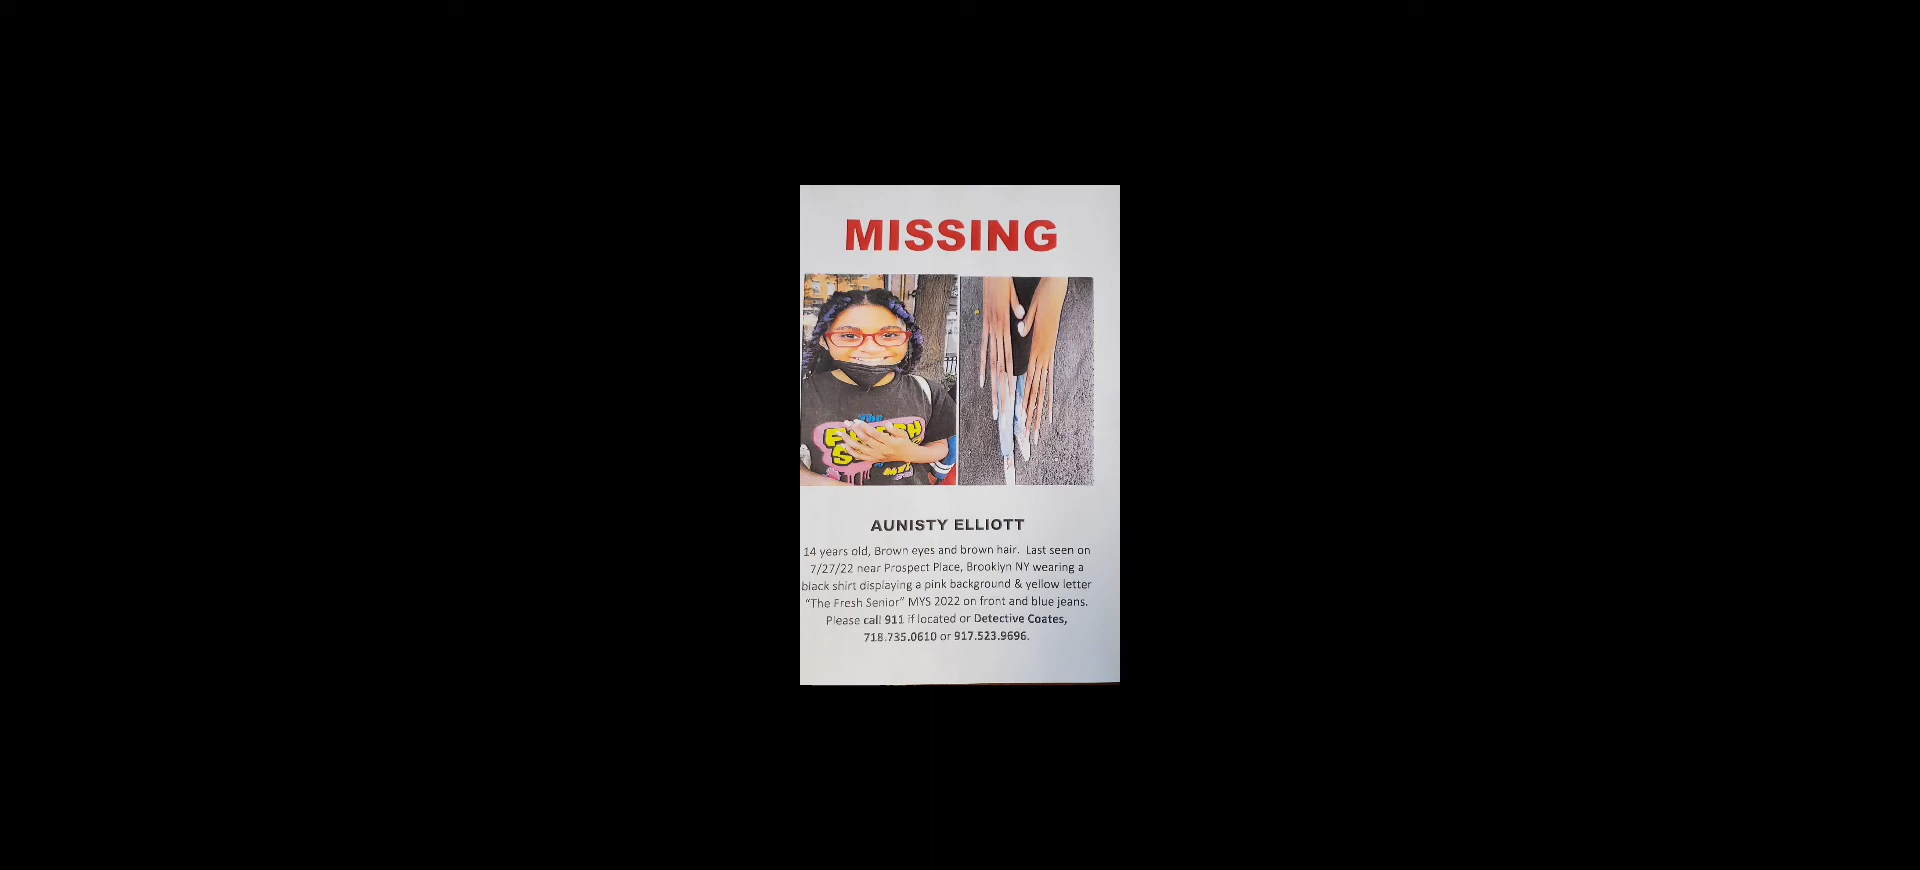 MISSING
THE
AUNISTY ELLIOTT
14 years old, Brown eyes and brown hair. Last seen on
7/27/22 near Prospect Place, Brooklyn NY wearing a
black shirt displaying a pink background & yellow letter
"The Fresh Senior" MYS 2022 on front and blue jeans.
Please call 911 if located or Detective Coates,
718.735.0610 or 917.523.9696.